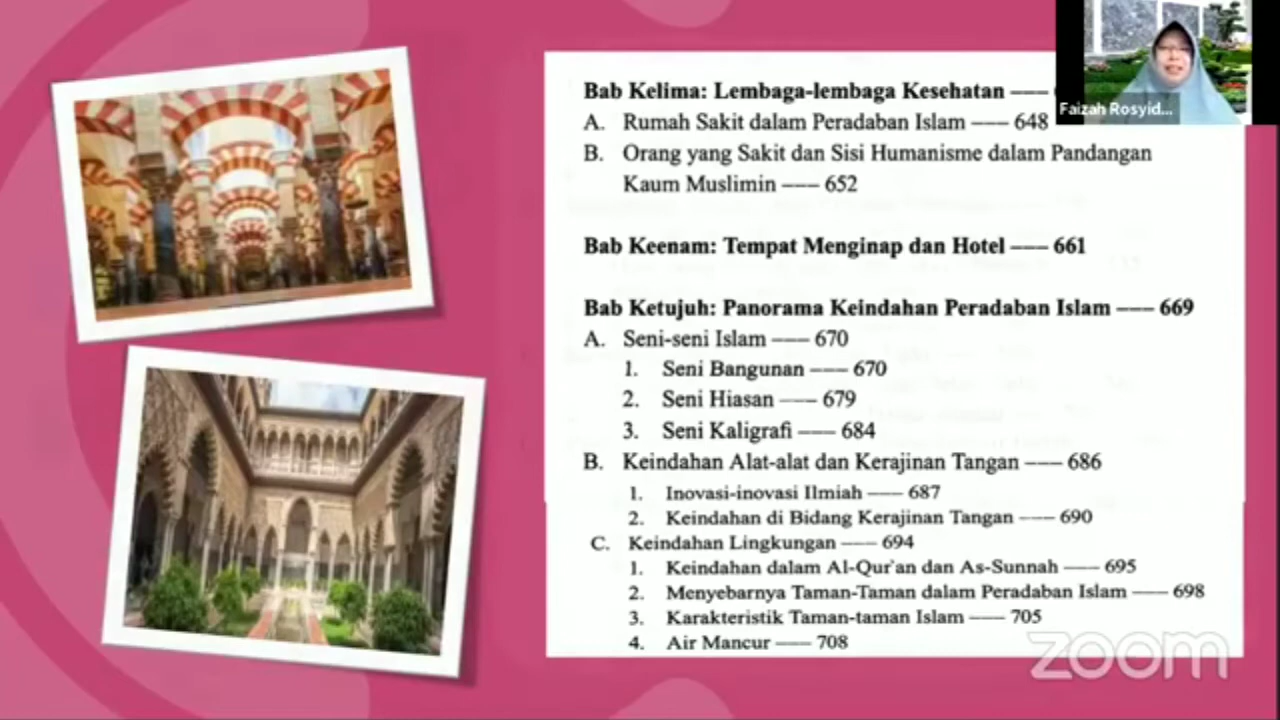 Bab Kelima: Lembaga-lembaga Kesehatan ——
A. Rumah Sakit dalam Peradaban Islam —— 648
B. Orang yang Sakit dan Sisi Humanisme dalam Pandangan
Kaum Muslimin —— 652
Bab Keenam: Tempat Menginap dan Hotel —— 661
Bab Ketujuh: Panorama Keindahan Peradaban Islam —— 669
A. Seni-seni Islam —— 670
1. Seni Bangunan —— 670
2. Seni Hiasan —— 679
3. Seni Kaligrafi —— 684
B. Keindahan Alat-alat dan Kerajinan Tangan —— 686
1. Inovasi-inovasi Ilmiah —— 687
2. Keindahan di Bidang Kerajinan Tangan —— 690
C. Keindahan Lingkungan —— 694
1. Keindahan dalam Al-Qur'an dan As-Sunnah —— 695
2. Menyebarnya Taman-Taman dalam Peradaban Islam —— 698
3. Karakteristik Taman-taman Islam —— 705
4. Air Mancur —— 708
Faizah Rosyid...
zoom